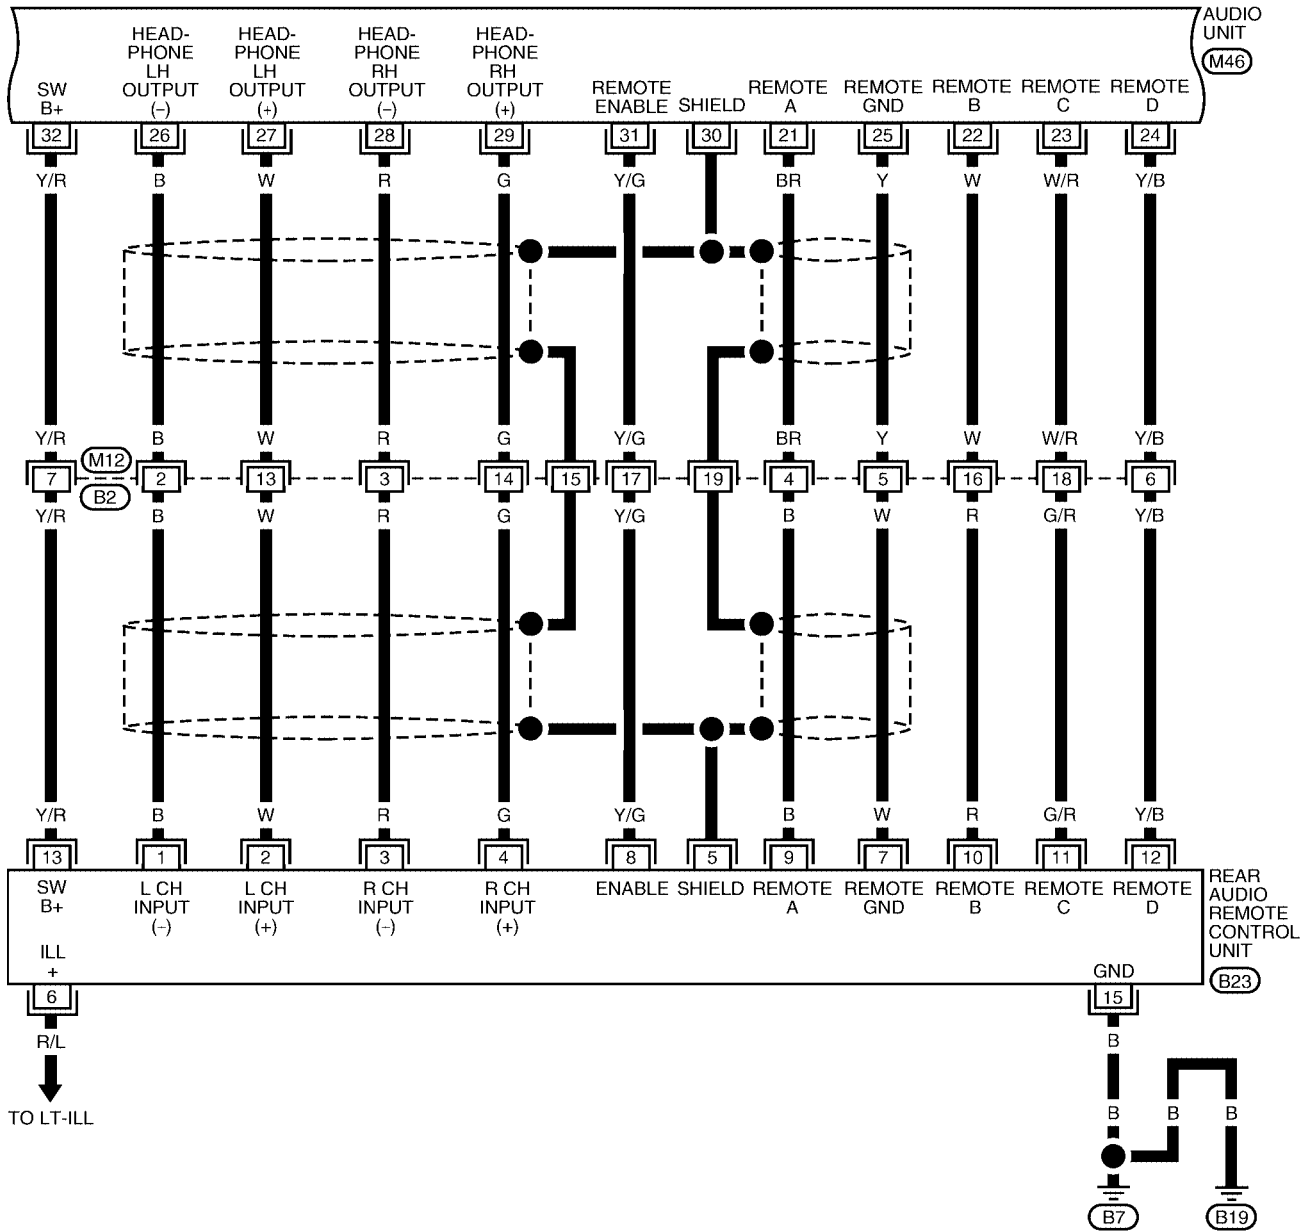 AUDIO
UNIT
M46
SW
B+
HEAD-
PHONE
LH
OUTPUT
(–)
HEAD-
PHONE
LH
OUTPUT
(+)
HEAD-
PHONE
RH
OUTPUT
(–)
HEAD-
PHONE
RH
OUTPUT
(+)
REMOTE
ENABLE
SHIELD
REMOTE
A
REMOTE
GND
REMOTE
B
REMOTE
C
REMOTE
D
32 26 27 28 29 31 30 21 25 22 23 24
Y/R B W R G Y/G BR Y W W/R Y/B
Y/R B W R G Y/G BR Y W W/R Y/B
M12
7 2 13 3 14 15 17 19 4 5 16 18 6
B2
Y/R B W R G Y/G B W R G/R Y/B
Y/R B W R G Y/G B W R G/R Y/B
13 1 2 3 4 8 5 9 7 10 11 12
SW
B+
L CH
INPUT
(–)
L CH
INPUT
(+)
R CH
INPUT
(–)
R CH
INPUT
(+)
ENABLE
SHIELD
REMOTE
A
REMOTE
GND
REMOTE
B
REMOTE
C
REMOTE
D
REAR
AUDIO
REMOTE
CONTROL
UNIT
B23
ILL
+
GND
6
15
R/L
B
TO LT-ILL
B B B
B7
B19